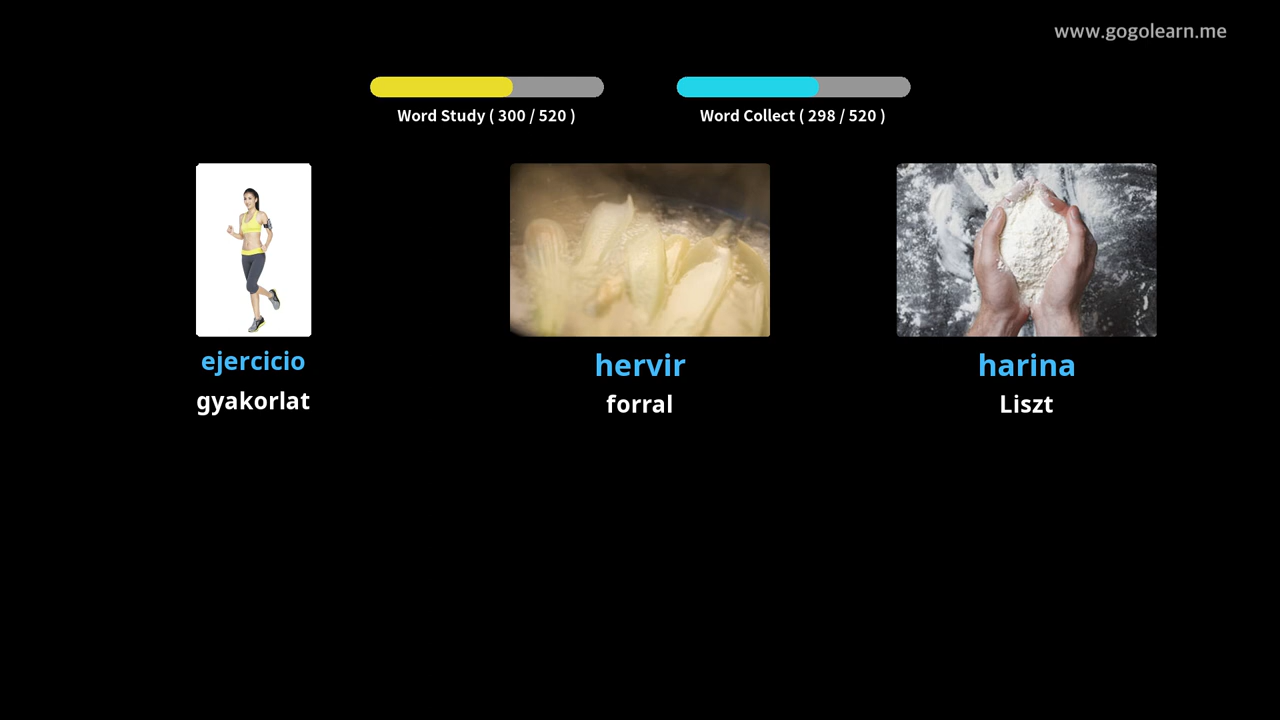 www.gogolearn.me
Word Study ( 300 / 520 )
Word Collect ( 298 / 520 )
ejercicio
gyakorlat
hervir
forral
harina
Liszt